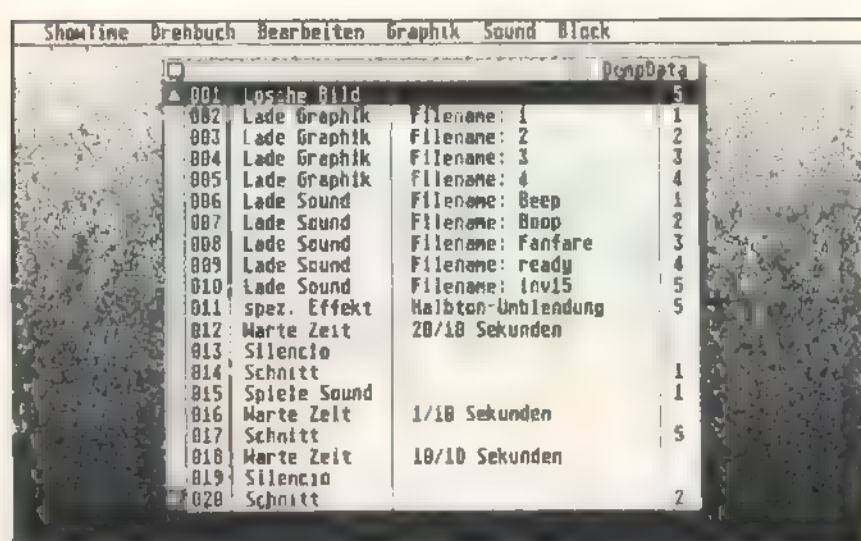 ShowTime Drehbuch Bearbeiten Graphik Sound Block
DempData
001 Lösche Bild 5
002 Lade Graphik Filename: 1 1
003 Lade Graphik Filename: 2 2
004 Lade Graphik Filename: 3 3
005 Lade Graphik Filename: 4 4
006 Lade Sound Filename: Beep 1
007 Lade Sound Filename: Boop 2
008 Lade Sound Filename: Fanfare 3
009 Lade Sound Filename: ready 4
010 Lade Sound Filename: inv15 5
011 spez. Effekt Halbton-Umblendung 5
012 Warte Zeit 20/10 Sekunden
013 Silencio
014 Schnitt 1
015 Spiele Sound 1
016 Warte Zeit 1/10 Sekunden
017 Schnitt 5
018 Warte Zeit 10/10 Sekunden
019 Silencio
020 Schnitt 2